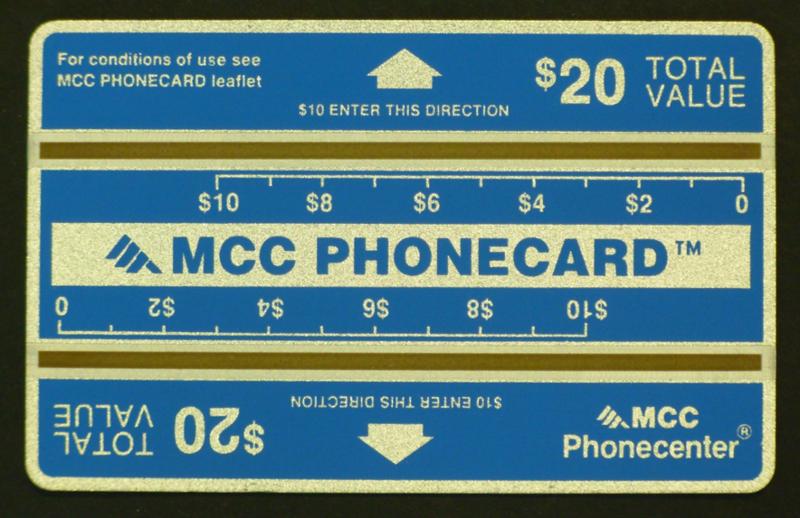 For conditions of use see
MCC PHONECARD leaflet
$10 ENTER THIS DIRECTION
$20 TOTAL
VALUE
$10 $8 $6 $4 $2 0
MCC PHONECARD™
0 $2 $4 $6 $8 $10
$10 ENTER THIS DIRECTION
$20 TOTAL
VALUE
MCC
Phonecenter®